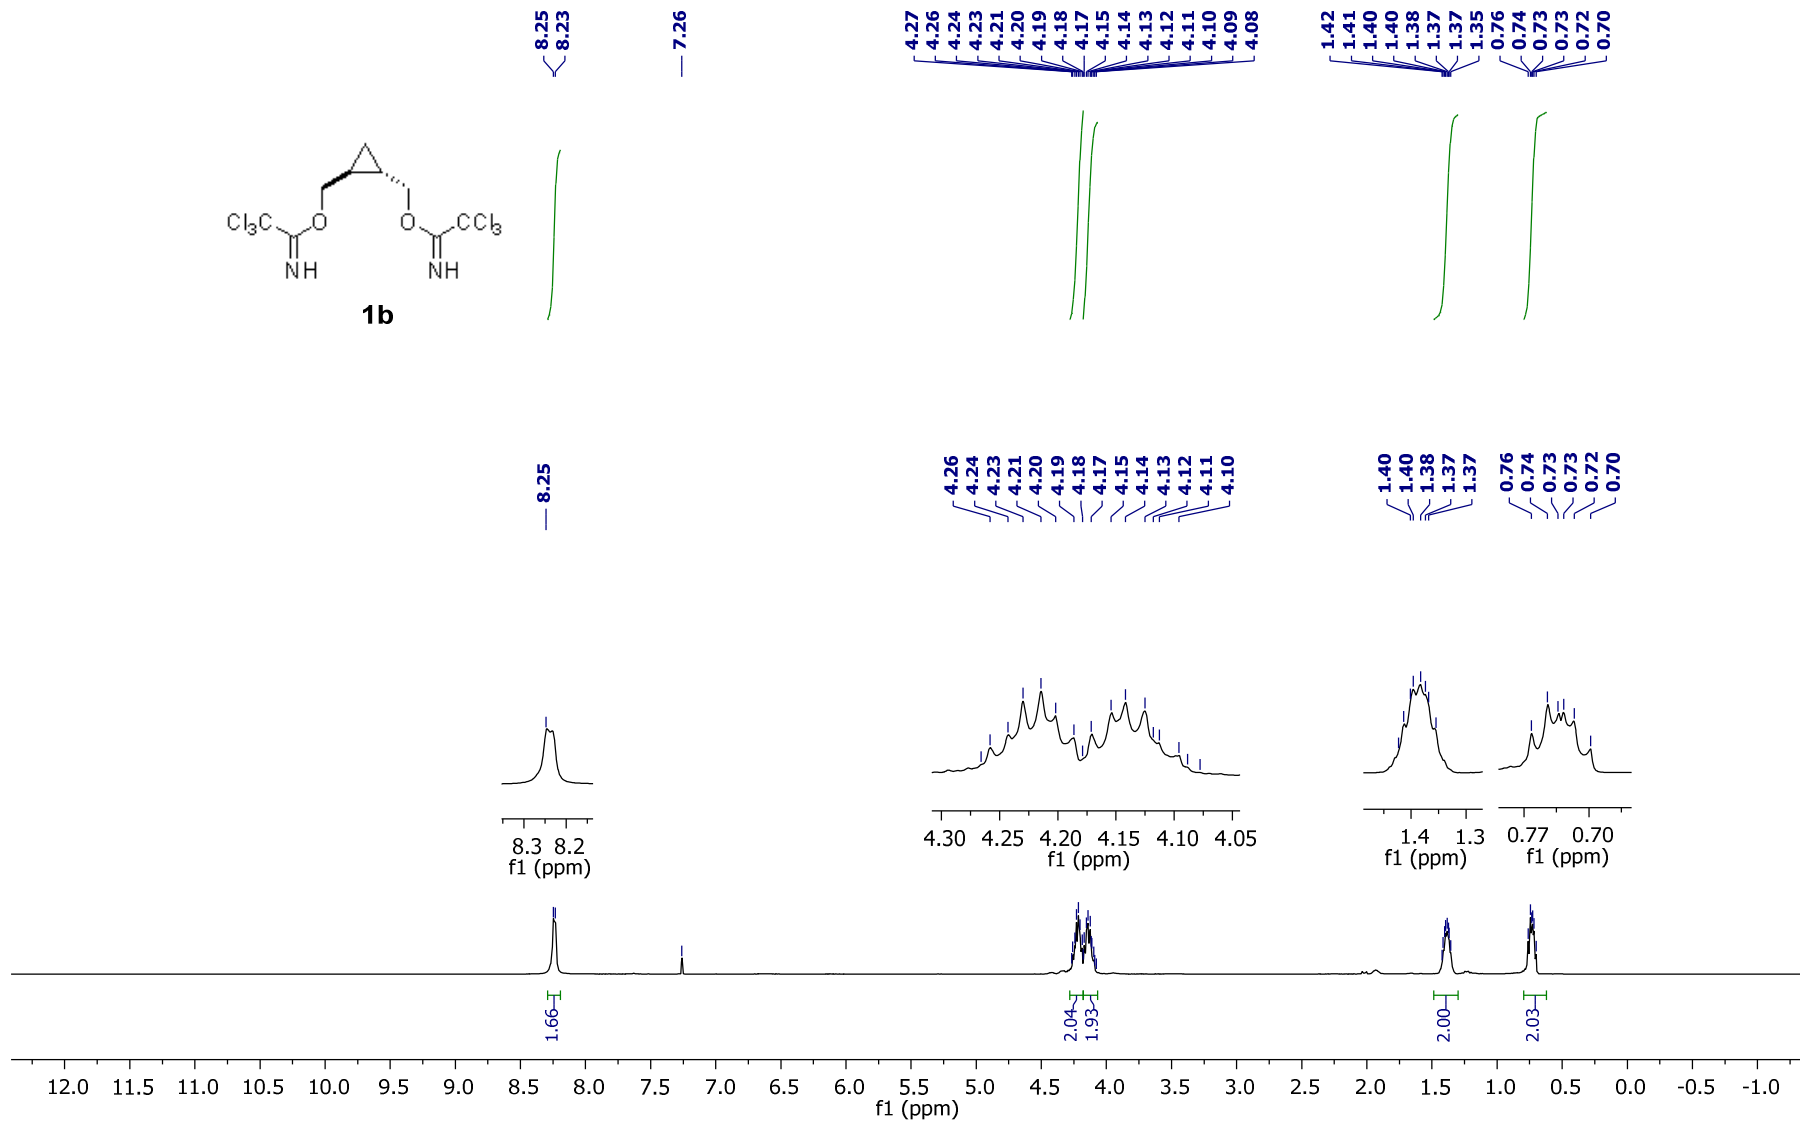 8.25 8.23 7.26 4.27 4.26 4.24 4.23 4.21 4.20 4.19 4.18 4.17 4.15 4.14 4.13 4.12 4.11 4.10 4.09 4.08 1.42 1.41 1.40 1.40 1.38 1.37 1.37 1.35 0.76 0.74 0.73 0.73 0.72 0.70
Cl3C O O CCl3
NH NH
1b
8.25 4.26 4.24 4.23 4.21 4.20 4.19 4.18 4.17 4.15 4.14 4.13 4.12 4.11 4.10 1.40 1.40 1.38 1.37 1.37 0.76 0.74 0.73 0.73 0.72 0.70
8.3 8.2 4.30 4.25 4.20 4.15 4.10 4.05 1.4 1.3 0.77 0.70
f1 (ppm) f1 (ppm) f1 (ppm) f1 (ppm)
1.66 2.04 1.93 2.00 2.03
12.0 11.5 11.0 10.5 10.0 9.5 9.0 8.5 8.0 7.5 7.0 6.5 6.0 5.5 5.0 4.5 4.0 3.5 3.0 2.5 2.0 1.5 1.0 0.5 0.0 -0.5 -1.0
f1 (ppm)